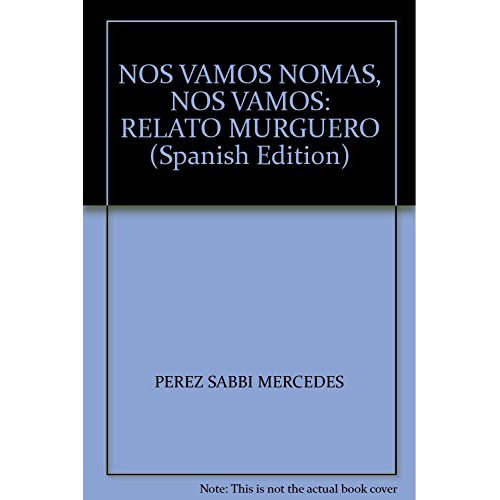 NOS VAMOS NOMAS,
NOS VAMOS:
RELATO MURGUERO
(Spanish Edition)
PEREZ SABBI MERCEDES
Note: This is not the actual book cover